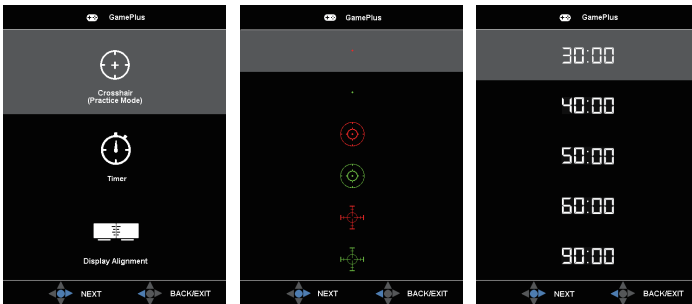 GamePlus
Crosshair
(Practice Mode)
Timer
Display Alignment
NEXT
BACK/EXIT
GamePlus
NEXT
BACK/EXIT
GamePlus
30:00
40:00
50:00
60:00
90:00
NEXT
BACK/EXIT